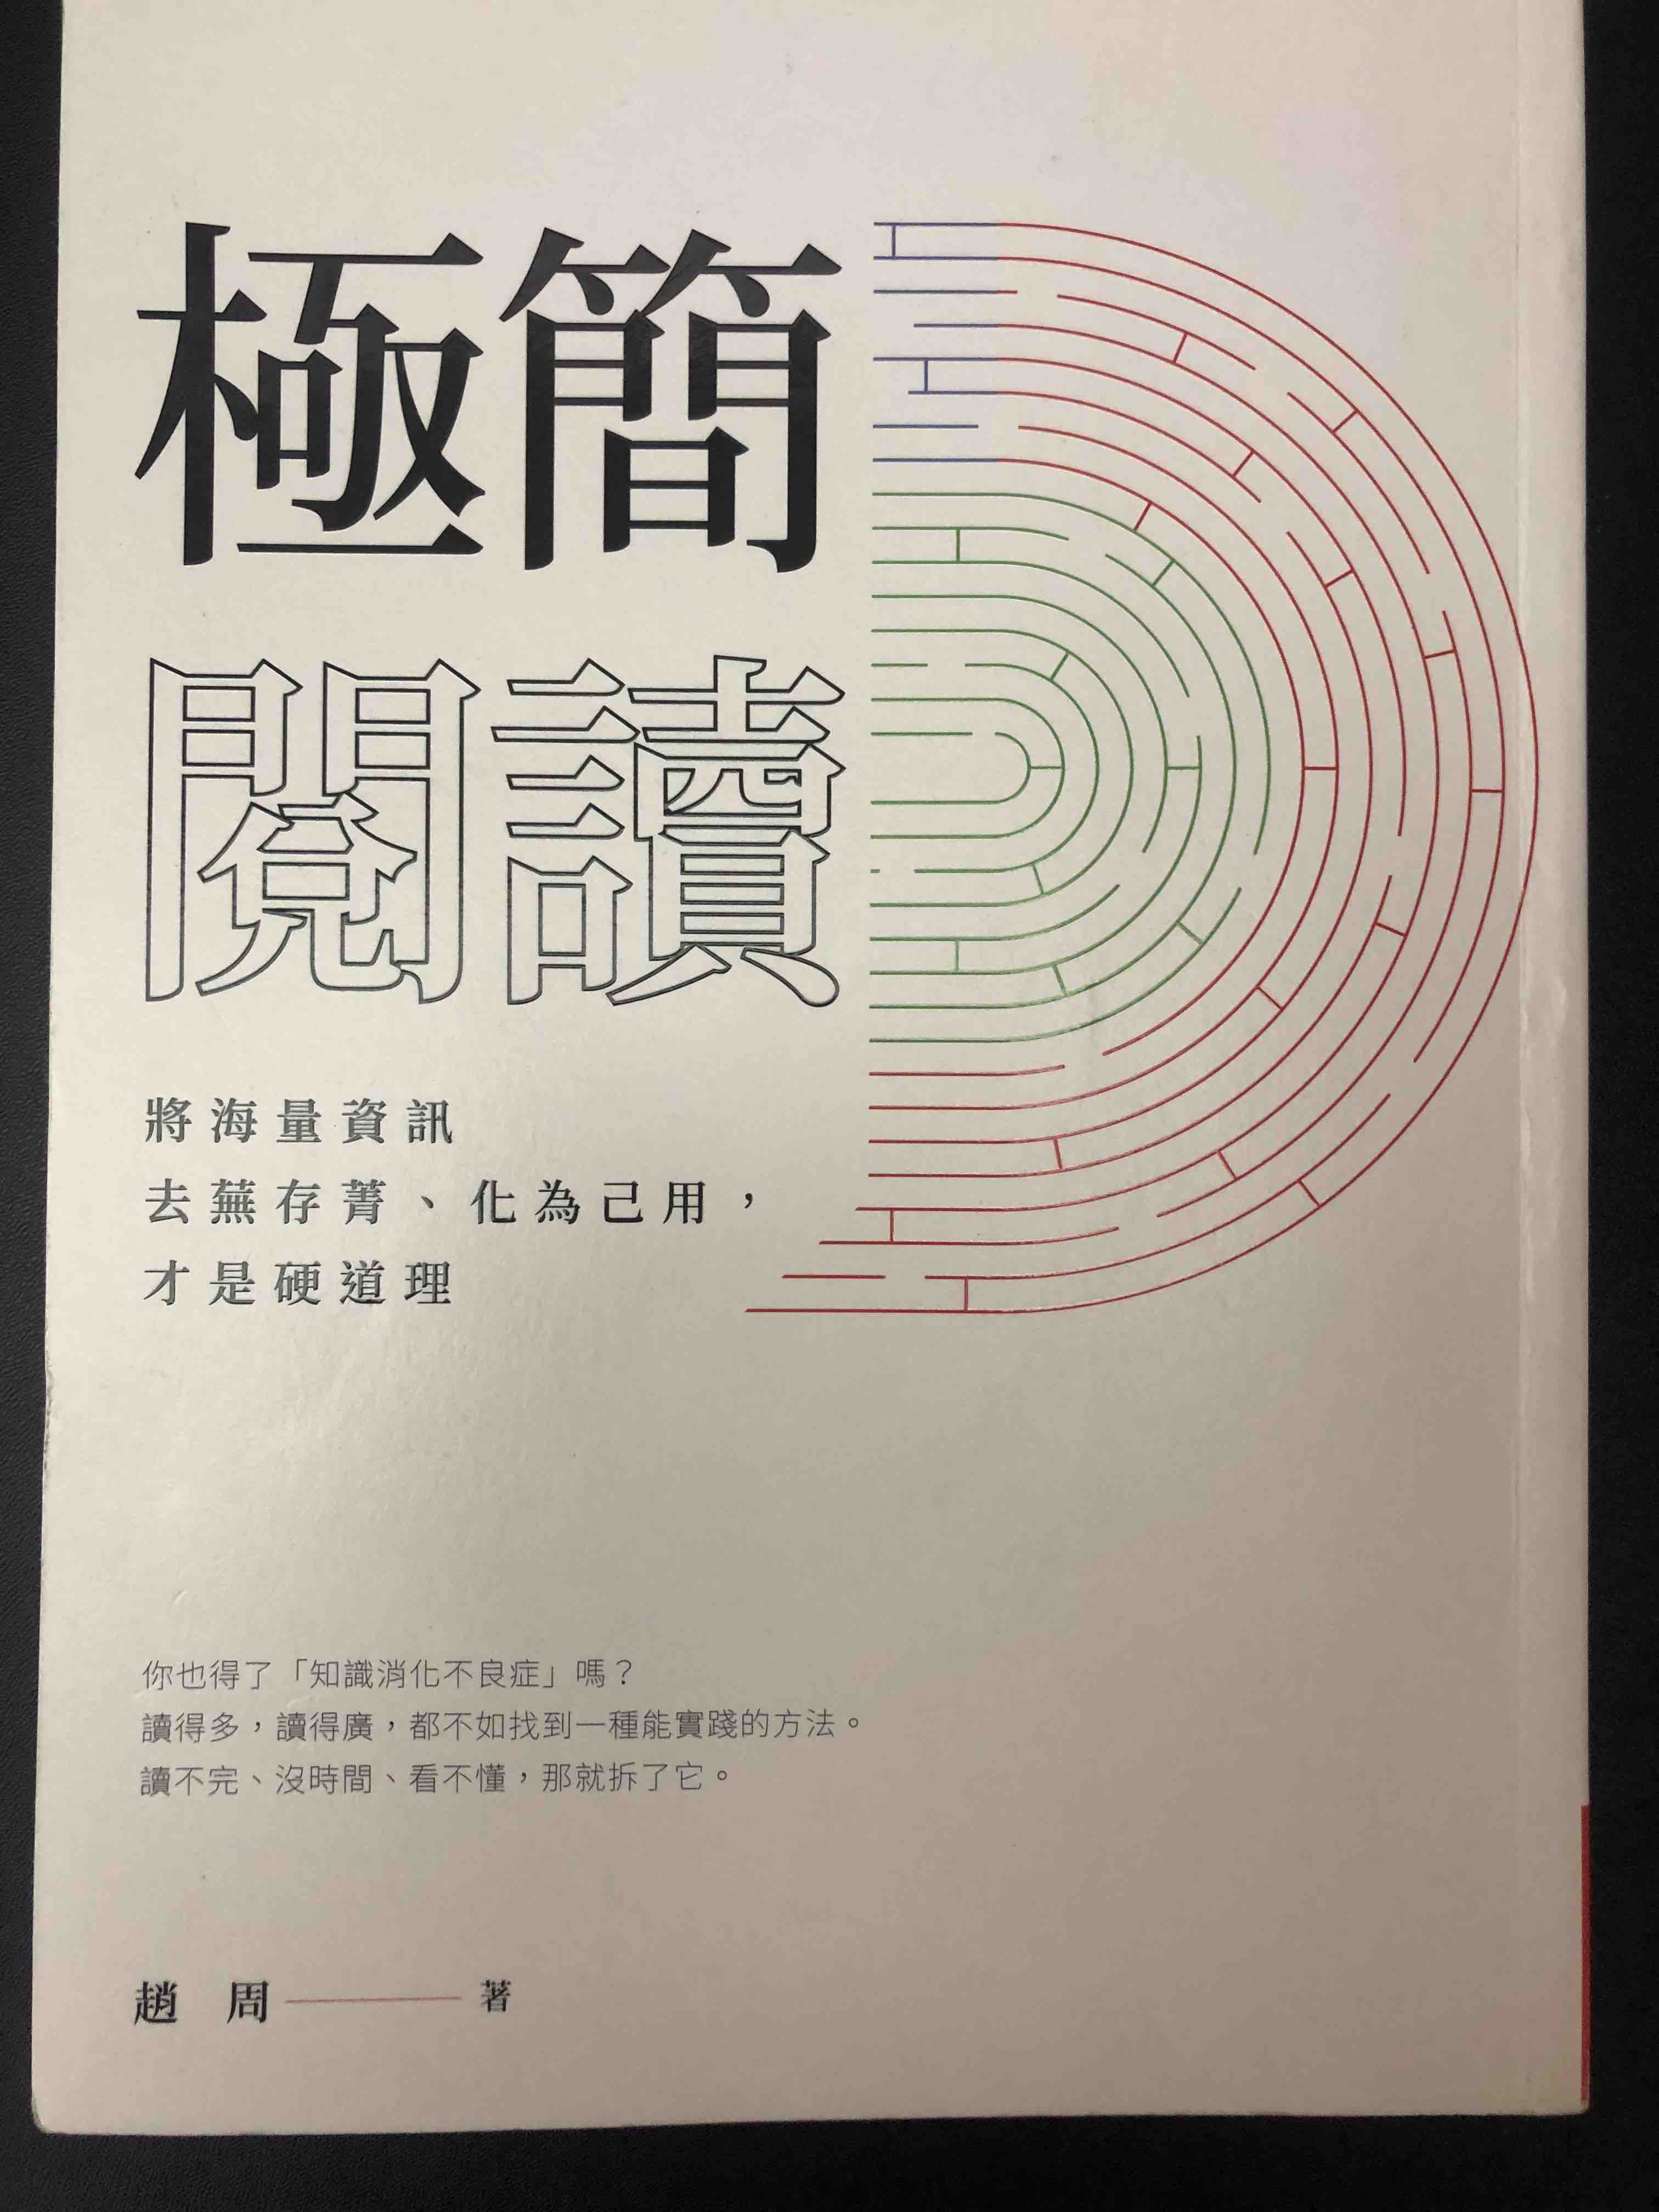 極簡
閱讀
將海量資訊
去蕪存菁、化為己用，
才是硬道理
你也得了「知識消化不良症」嗎？
讀得多，讀得廣，都不如找到一種能實踐的方法。
讀不完、沒時間、看不懂，那就拆了它。
趙周 著